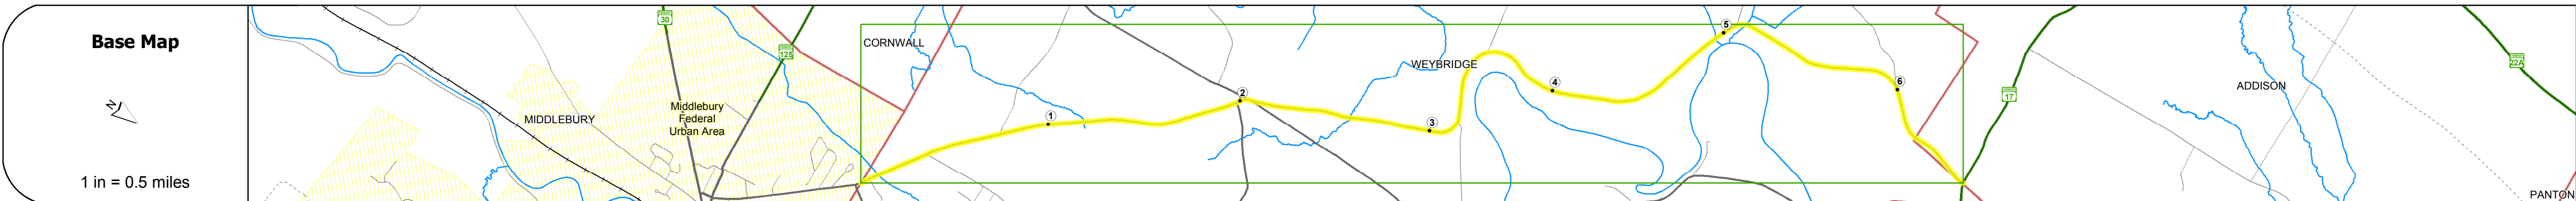 Base Map
N
1 in = 0.5 miles
MIDDLEBURY
30
Middlebury
Federal
Urban Area
125
CORNWALL
1
2
WEYBRIDGE
3
4
5
6
17
ADDISON
22A
PANTON